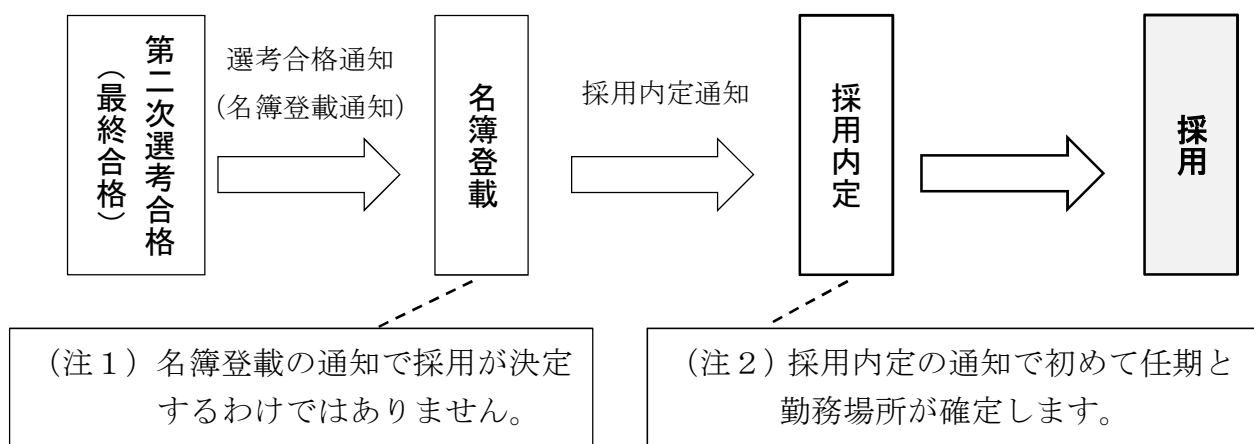 第二次選考合格
（最終合格）
選考合格通知
（名簿登載通知）
名簿登載
採用内定通知
採用内定
採用
（注１）名簿登載の通知で採用が決定
するわけではありません。
（注２）採用内定の通知で初めて任期と
勤務場所が確定します。